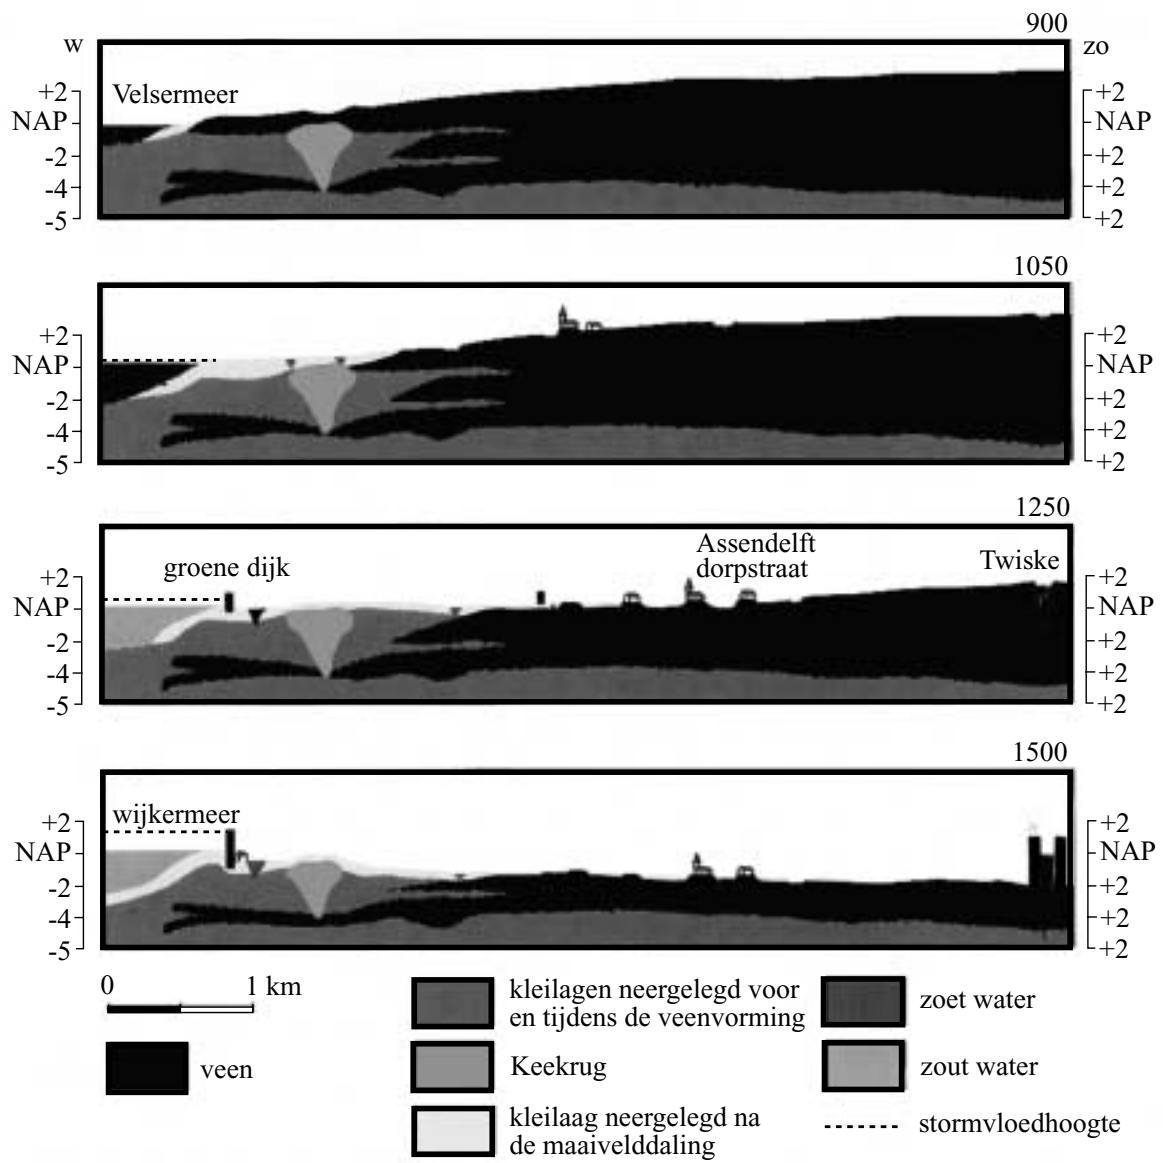 900
w
zo
+2
NAP
-2
-4
-5
Velsermeer
+2
NAP
+2
+2
+2
1050
+2
NAP
-2
-4
-5
+2
NAP
+2
+2
+2
1250
+2
NAP
-2
-4
-5
groene dijk
Assendelft
dorpstraat
Twiske
+2
NAP
+2
+2
+2
1500
+2
NAP
-2
-4
-5
wijkermeer
+2
NAP
+2
+2
+2
0 1 km
veen
kleilagen neergelegd voor
en tijdens de veenvorming
Keekrug
kleilaag neergelegd na
de maaivelddaling
zoet water
zout water
stormvloedhoogte